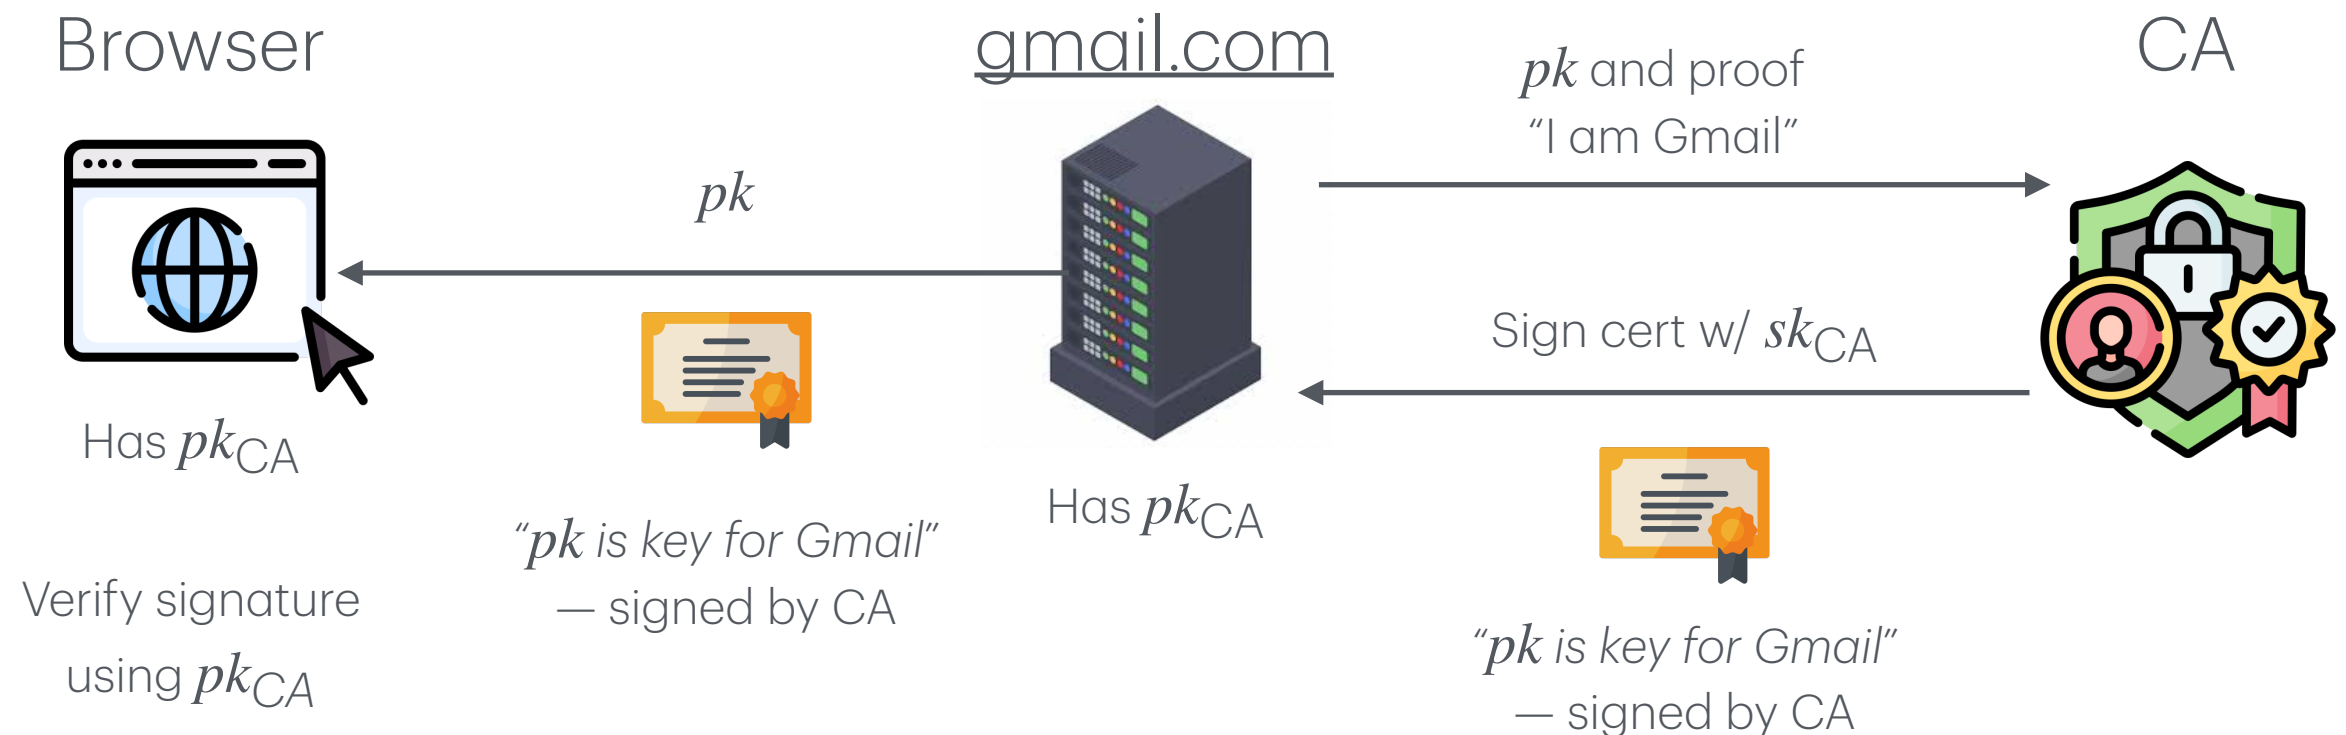 Browser
gmail.com
CA
pk and proof
“I am Gmail”
pk
Sign cert w/ skCA
Has pkCA
Has pkCA
“pk is key for Gmail”
— signed by CA
Verify signature
using pkCA
“pk is key for Gmail”
— signed by CA